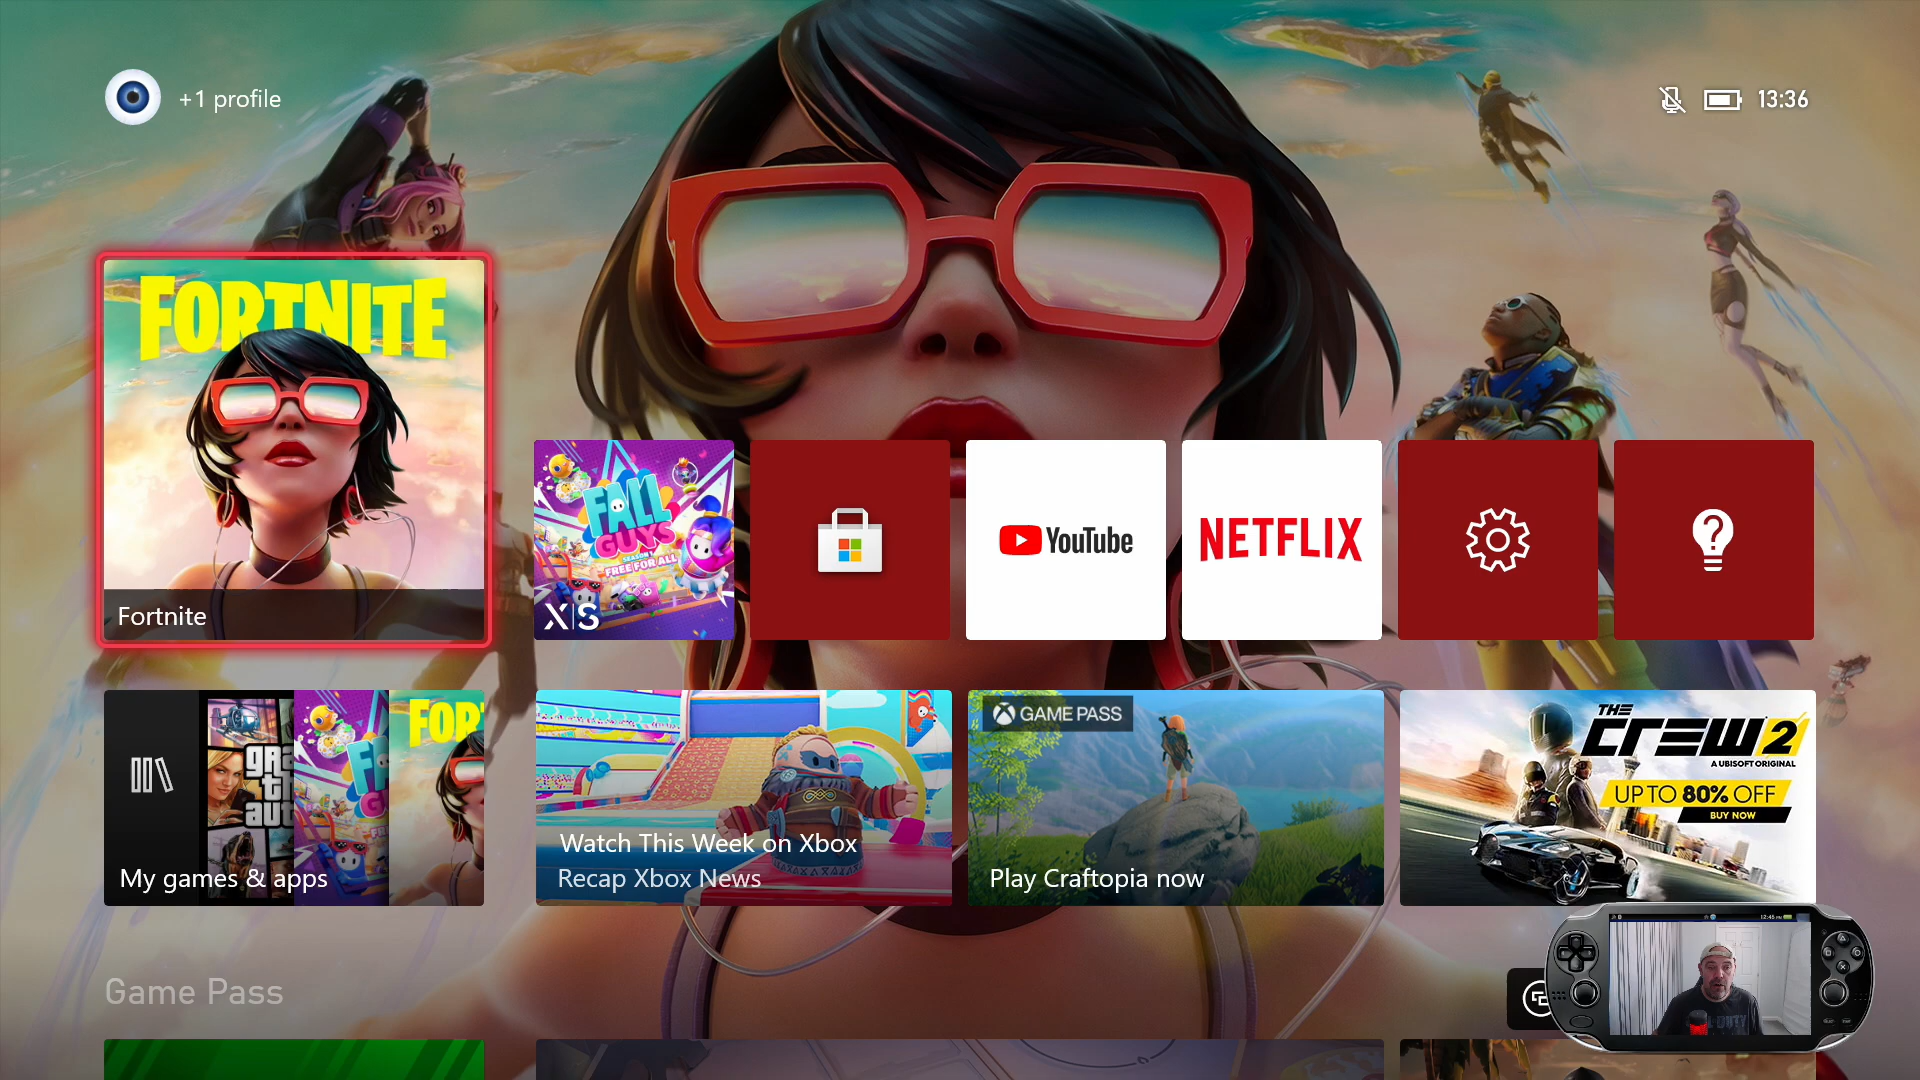 +1 profile
13:36
FORTNITE
Fortnite
FALL
GUYS
SEASON 1
FREE FOR ALL
X|S
YouTube
NETFLIX
My games & apps
Watch This Week on Xbox
Recap Xbox News
GAME PASS
Play Craftopia now
THE
CREW 2
A UBISOFT ORIGINAL
UP TO 80% OFF
BUY NOW
Game Pass